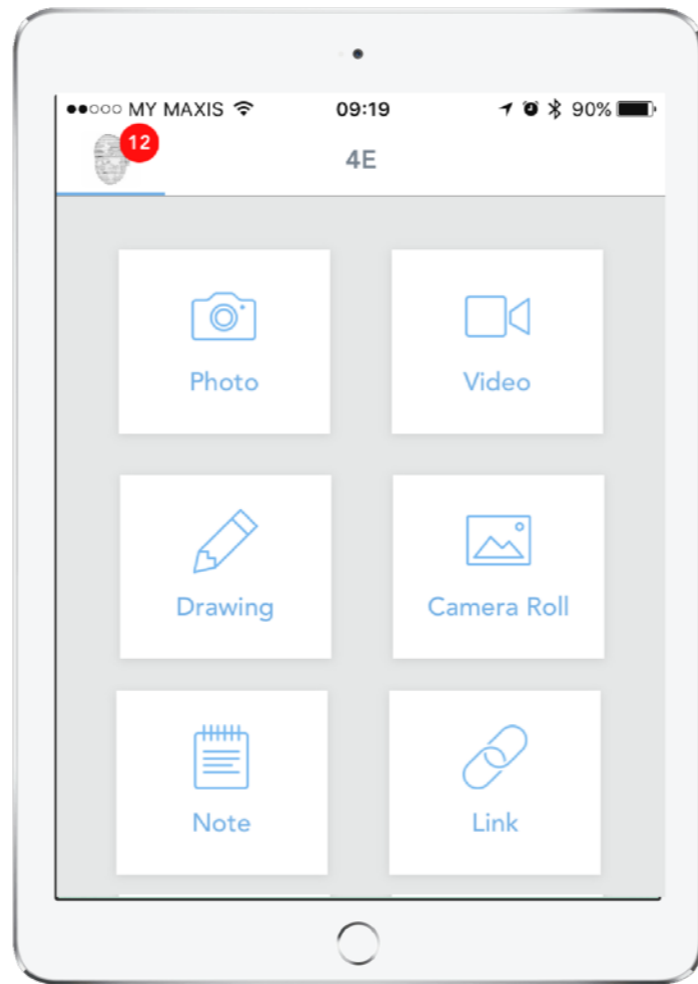 MY MAXIS 09:19 90%
12
4E
Photo Video
Drawing Camera Roll
Note Link